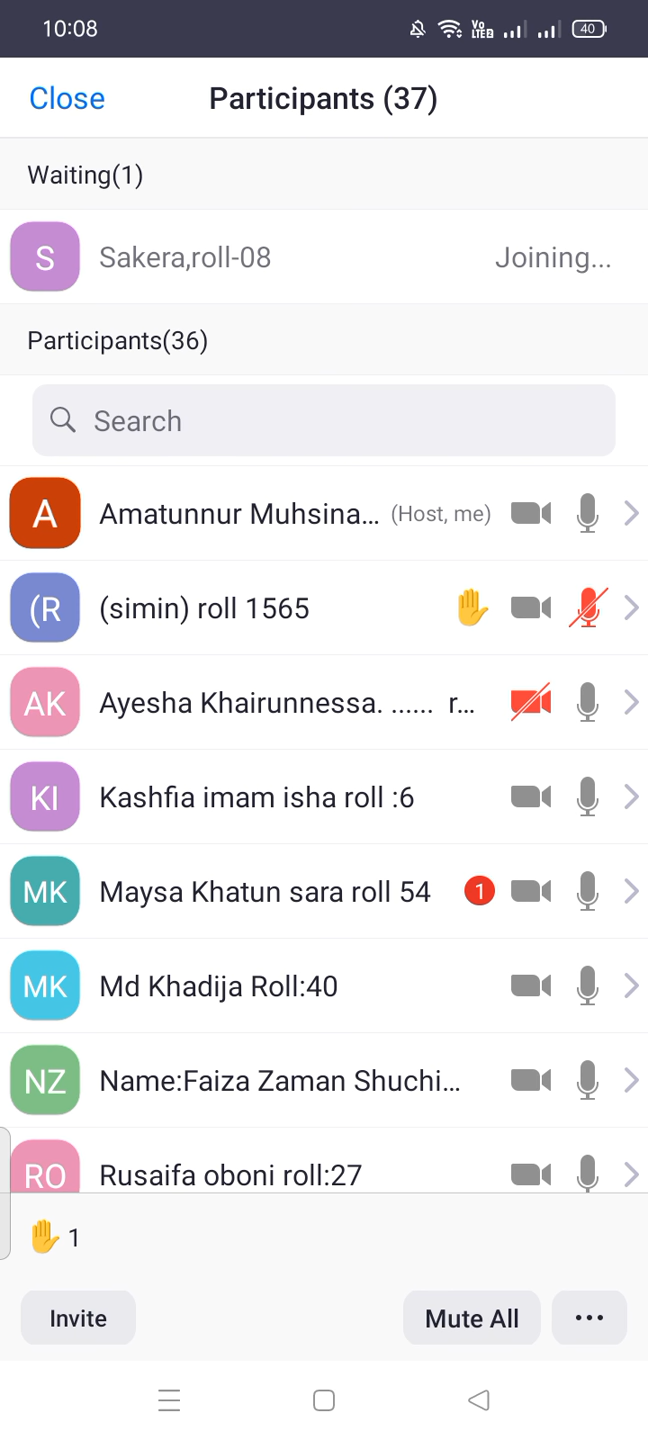 10:08
Vo
LTE2
40
Close
Participants (37)
Waiting(1)
S
Sakera,roll-08
Joining...
Participants(36)
Search
A
Amatunnur Muhsina... (Host, me)
(R
(simin) roll 1565
AK
Ayesha Khairunnessa. ...... r...
KI
Kashfia imam isha roll :6
MK
Maysa Khatun sara roll 54
1
MK
Md Khadija Roll:40
NZ
Name:Faiza Zaman Shuchi...
RO
Rusaifa oboni roll:27
1
Invite
Mute All
...